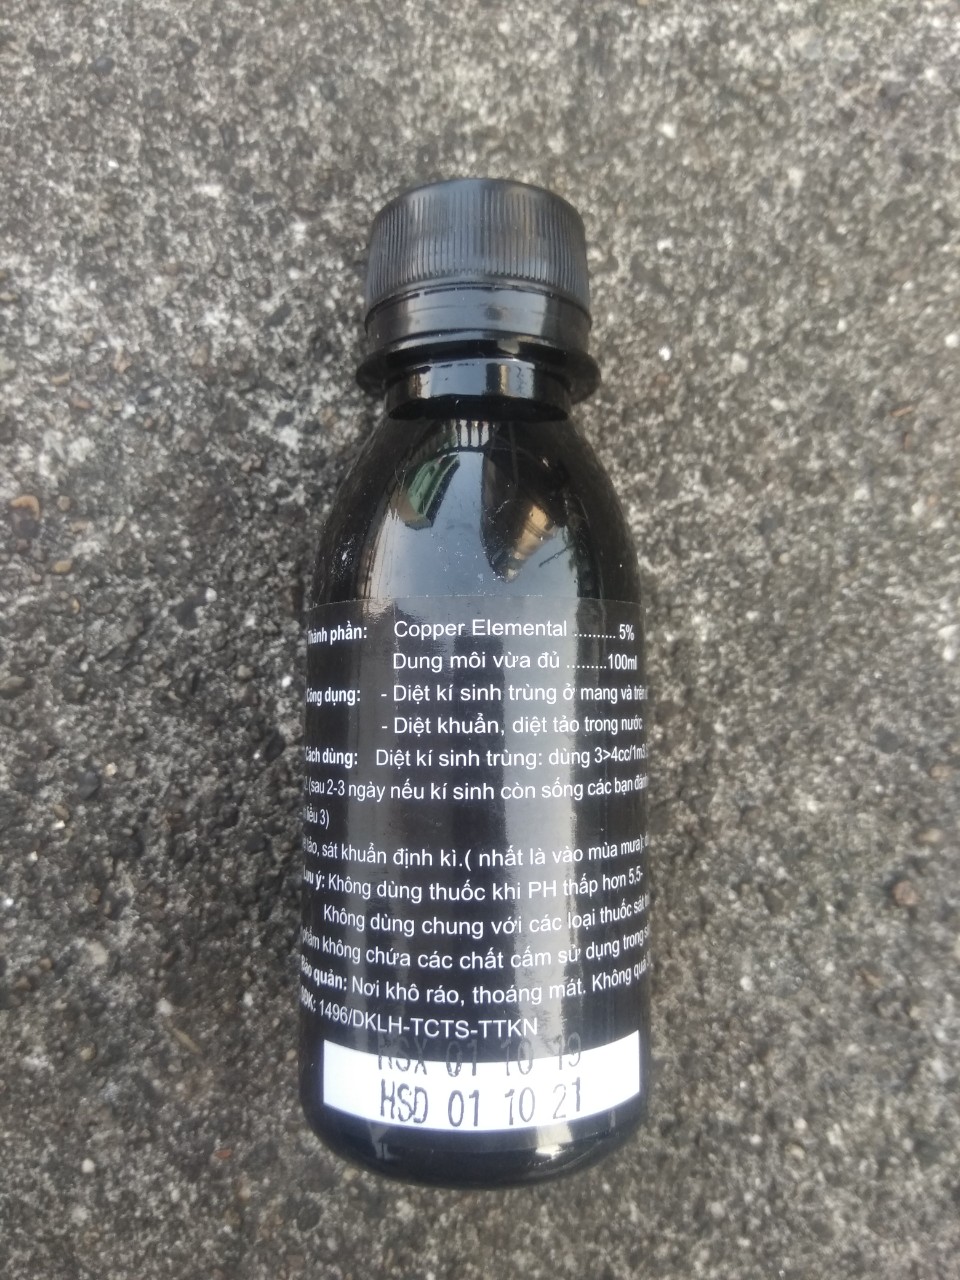 Thành phần: Copper Elemental .......... 5%
Dung môi vừa đủ .........100ml
Công dụng: - Diệt kí sinh trùng ở mang và trên
- Diệt khuẩn, diệt tảo trong nước
Cách dùng: Diệt kí sinh trùng: dùng 3>4cc/1m3
(sau 2-3 ngày nếu kí sinh còn sống các bạn đánh
liều 3)
tảo, sát khuẩn định kì.( nhất là vào mùa mưa):
Lưu ý: Không dùng thuốc khi PH thấp hơn 5,5-
Không dùng chung với các loại thuốc sát
phẩm không chứa các chất cấm sử dụng trong
Bảo quản: Nơi khô ráo, thoáng mát. Không quá
SĐK: 1496/DKLH-TCTS-TTKN
NSX 01 10 19
HSD 01 10 21